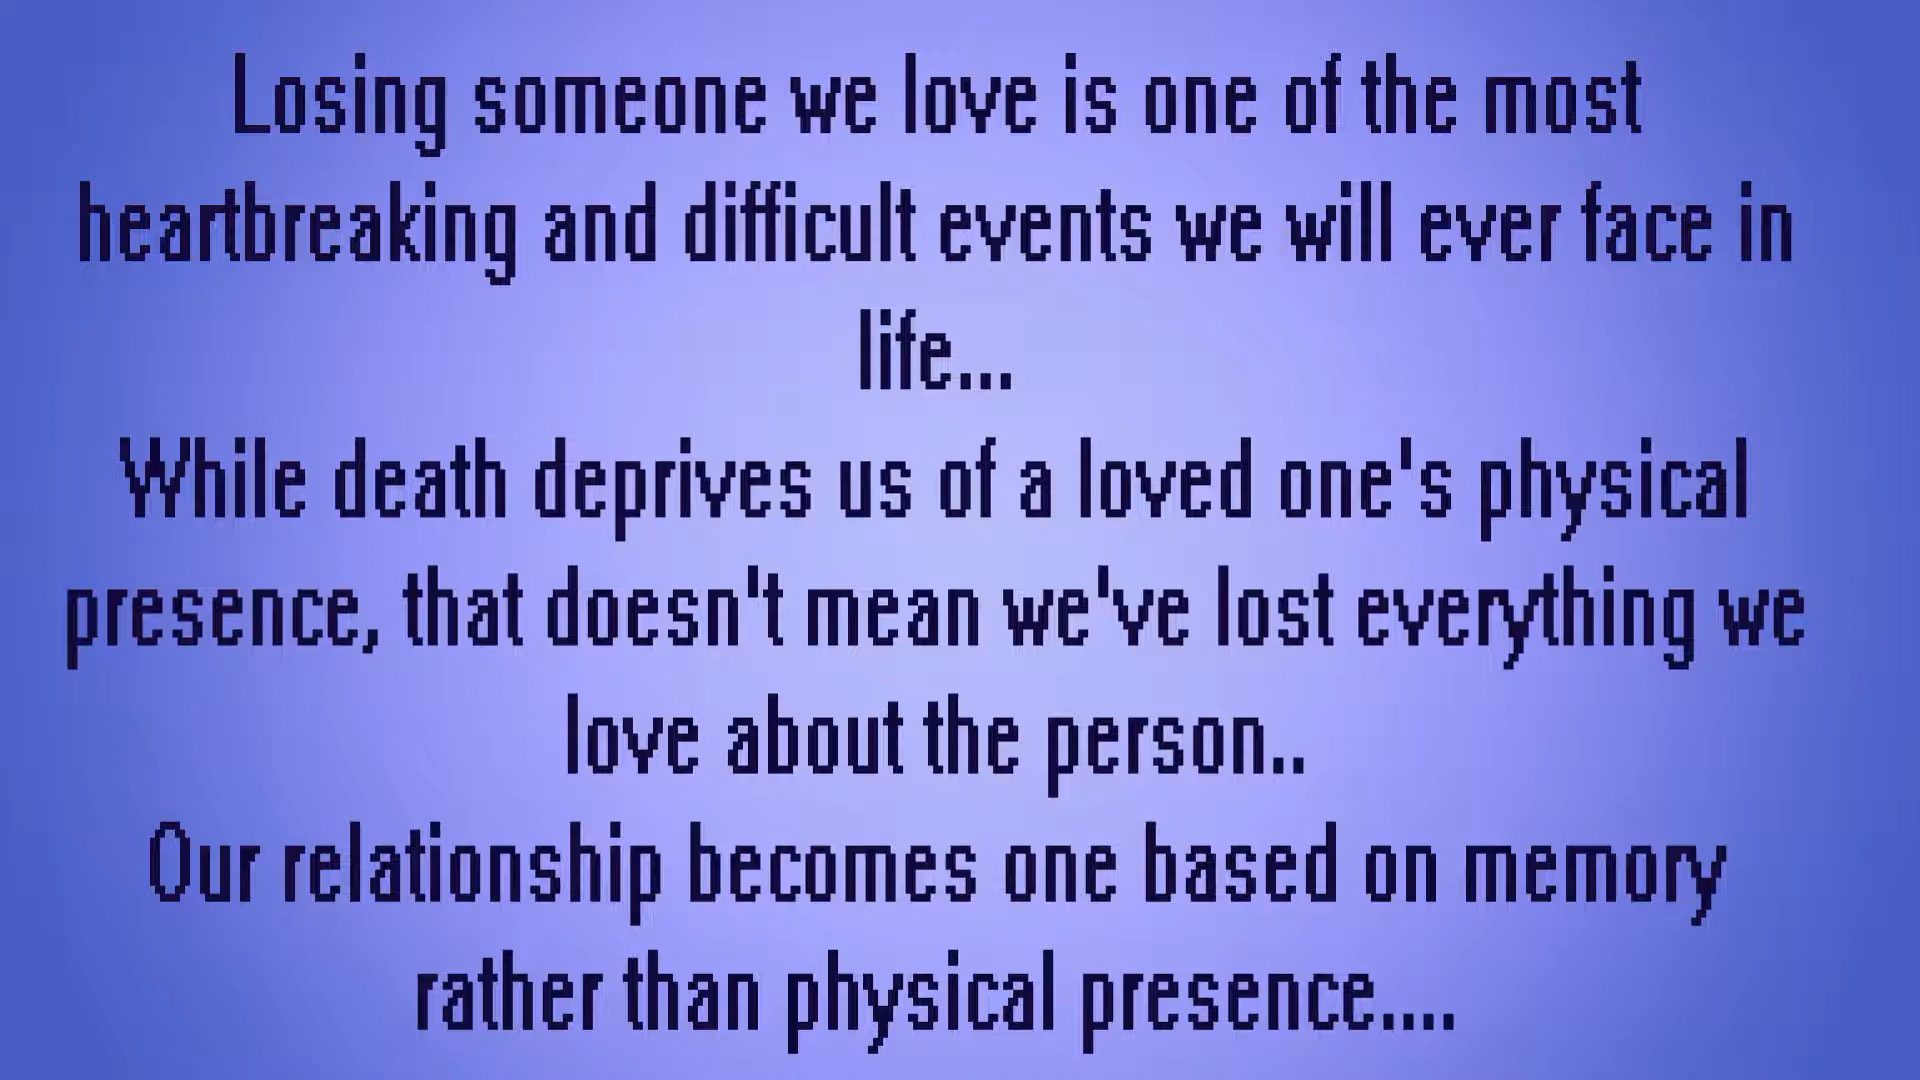 Losing someone we love is one of the most
heartbreaking and difficult events we will ever face in
life...
While death deprives us of a loved one's physical
presence, that doesn't mean we've lost everything we
love about the person..
Our relationship becomes one based on memory
rather than physical presence....